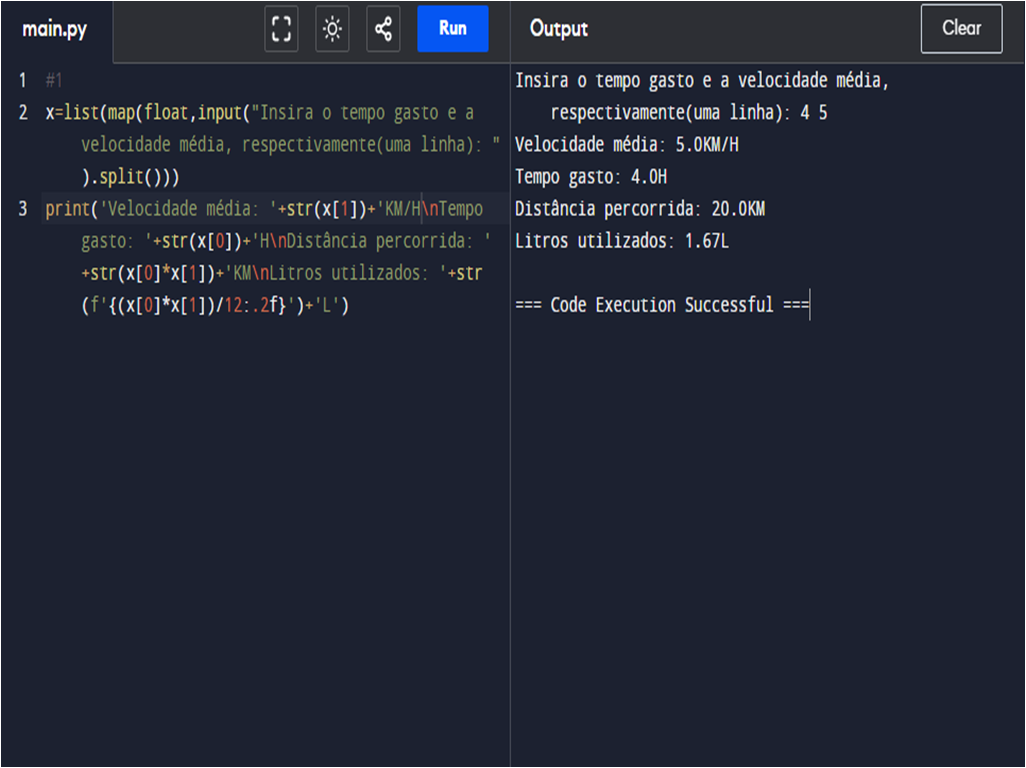 main.py
Run
Output
Clear
1 #1
2 x=list(map(float,input("Insira o tempo gasto e a
velocidade média, respectivamente(uma linha): "
).split()))
3 print('Velocidade média: '+str(x[1])+'KM/H\nTempo
gasto: '+str(x[0])+'H\nDistância percorrida: '
+str(x[0]*x[1])+'KM\nLitros utilizados: '+str
(f'{(x[0]*x[1])/12:.2f}')+'L')
Insira o tempo gasto e a velocidade média,
respectivamente(uma linha): 4 5
Velocidade média: 5.0KM/H
Tempo gasto: 4.0H
Distância percorrida: 20.0KM
Litros utilizados: 1.67L
=== Code Execution Successful ===